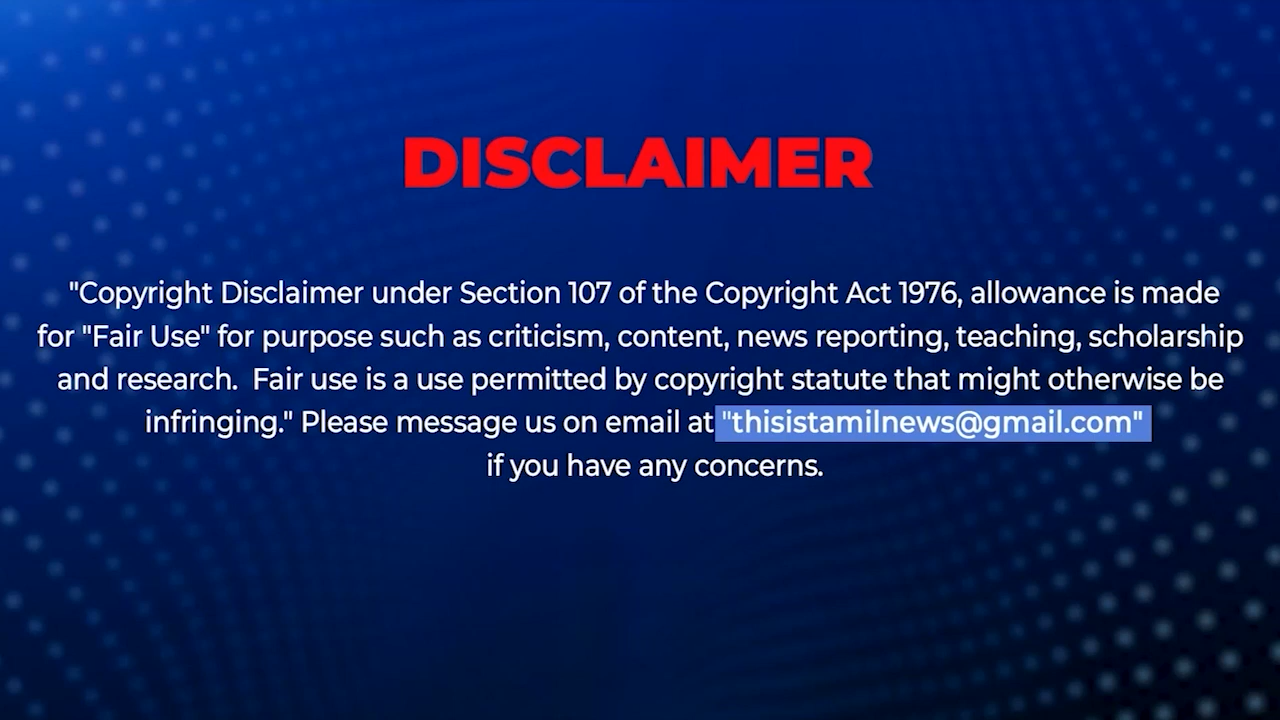 DISCLAIMER
"Copyright Disclaimer under Section 107 of the Copyright Act 1976, allowance is made
for "Fair Use" for purpose such as criticism, content, news reporting, teaching, scholarship
and research.  Fair use is a use permitted by copyright statute that might otherwise be
infringing." Please message us on email at "thisistamilnews@gmail.com"
if you have any concerns.